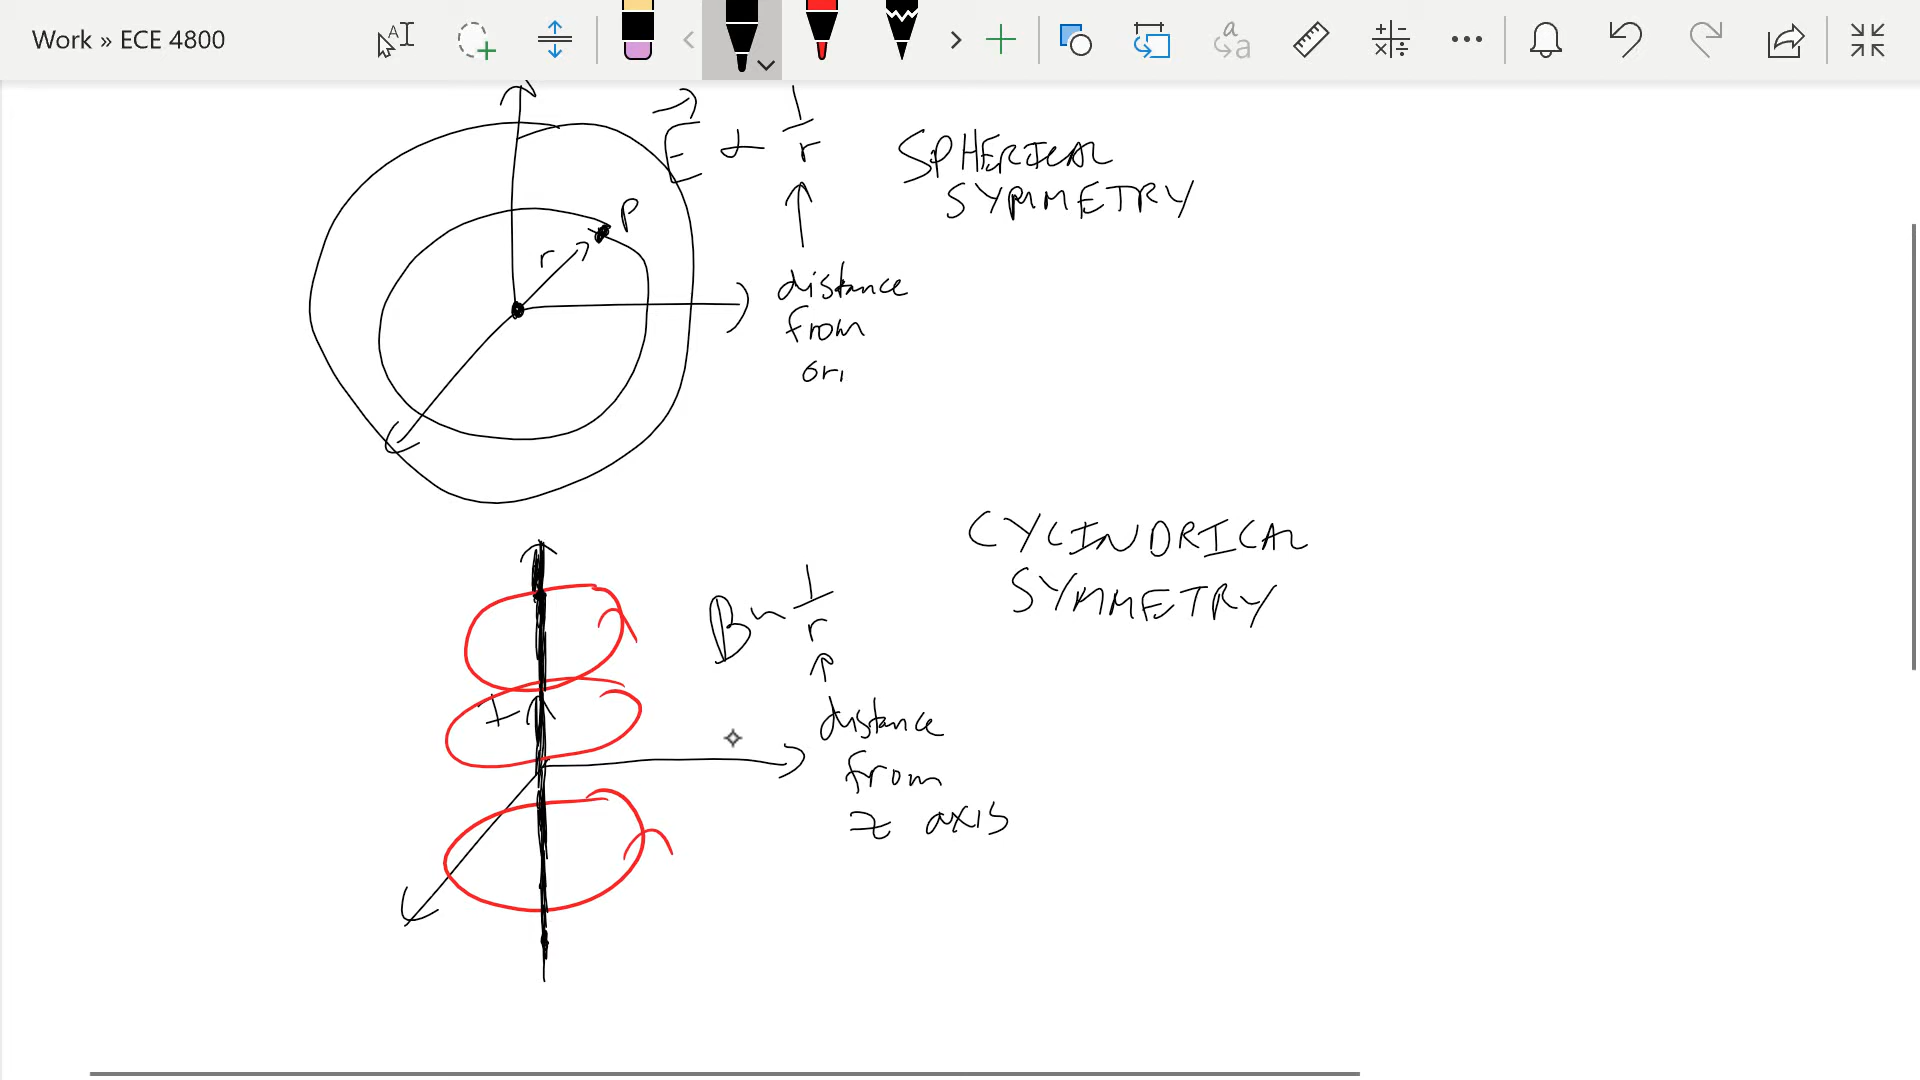 Work » ECE 4800
E ∝ 1/r
SPHERICAL
SYMMETRY
P
r
distance
from
ori
CYLINDRICAL
SYMMETRY
B ~ 1/r
I
distance
from
z axis